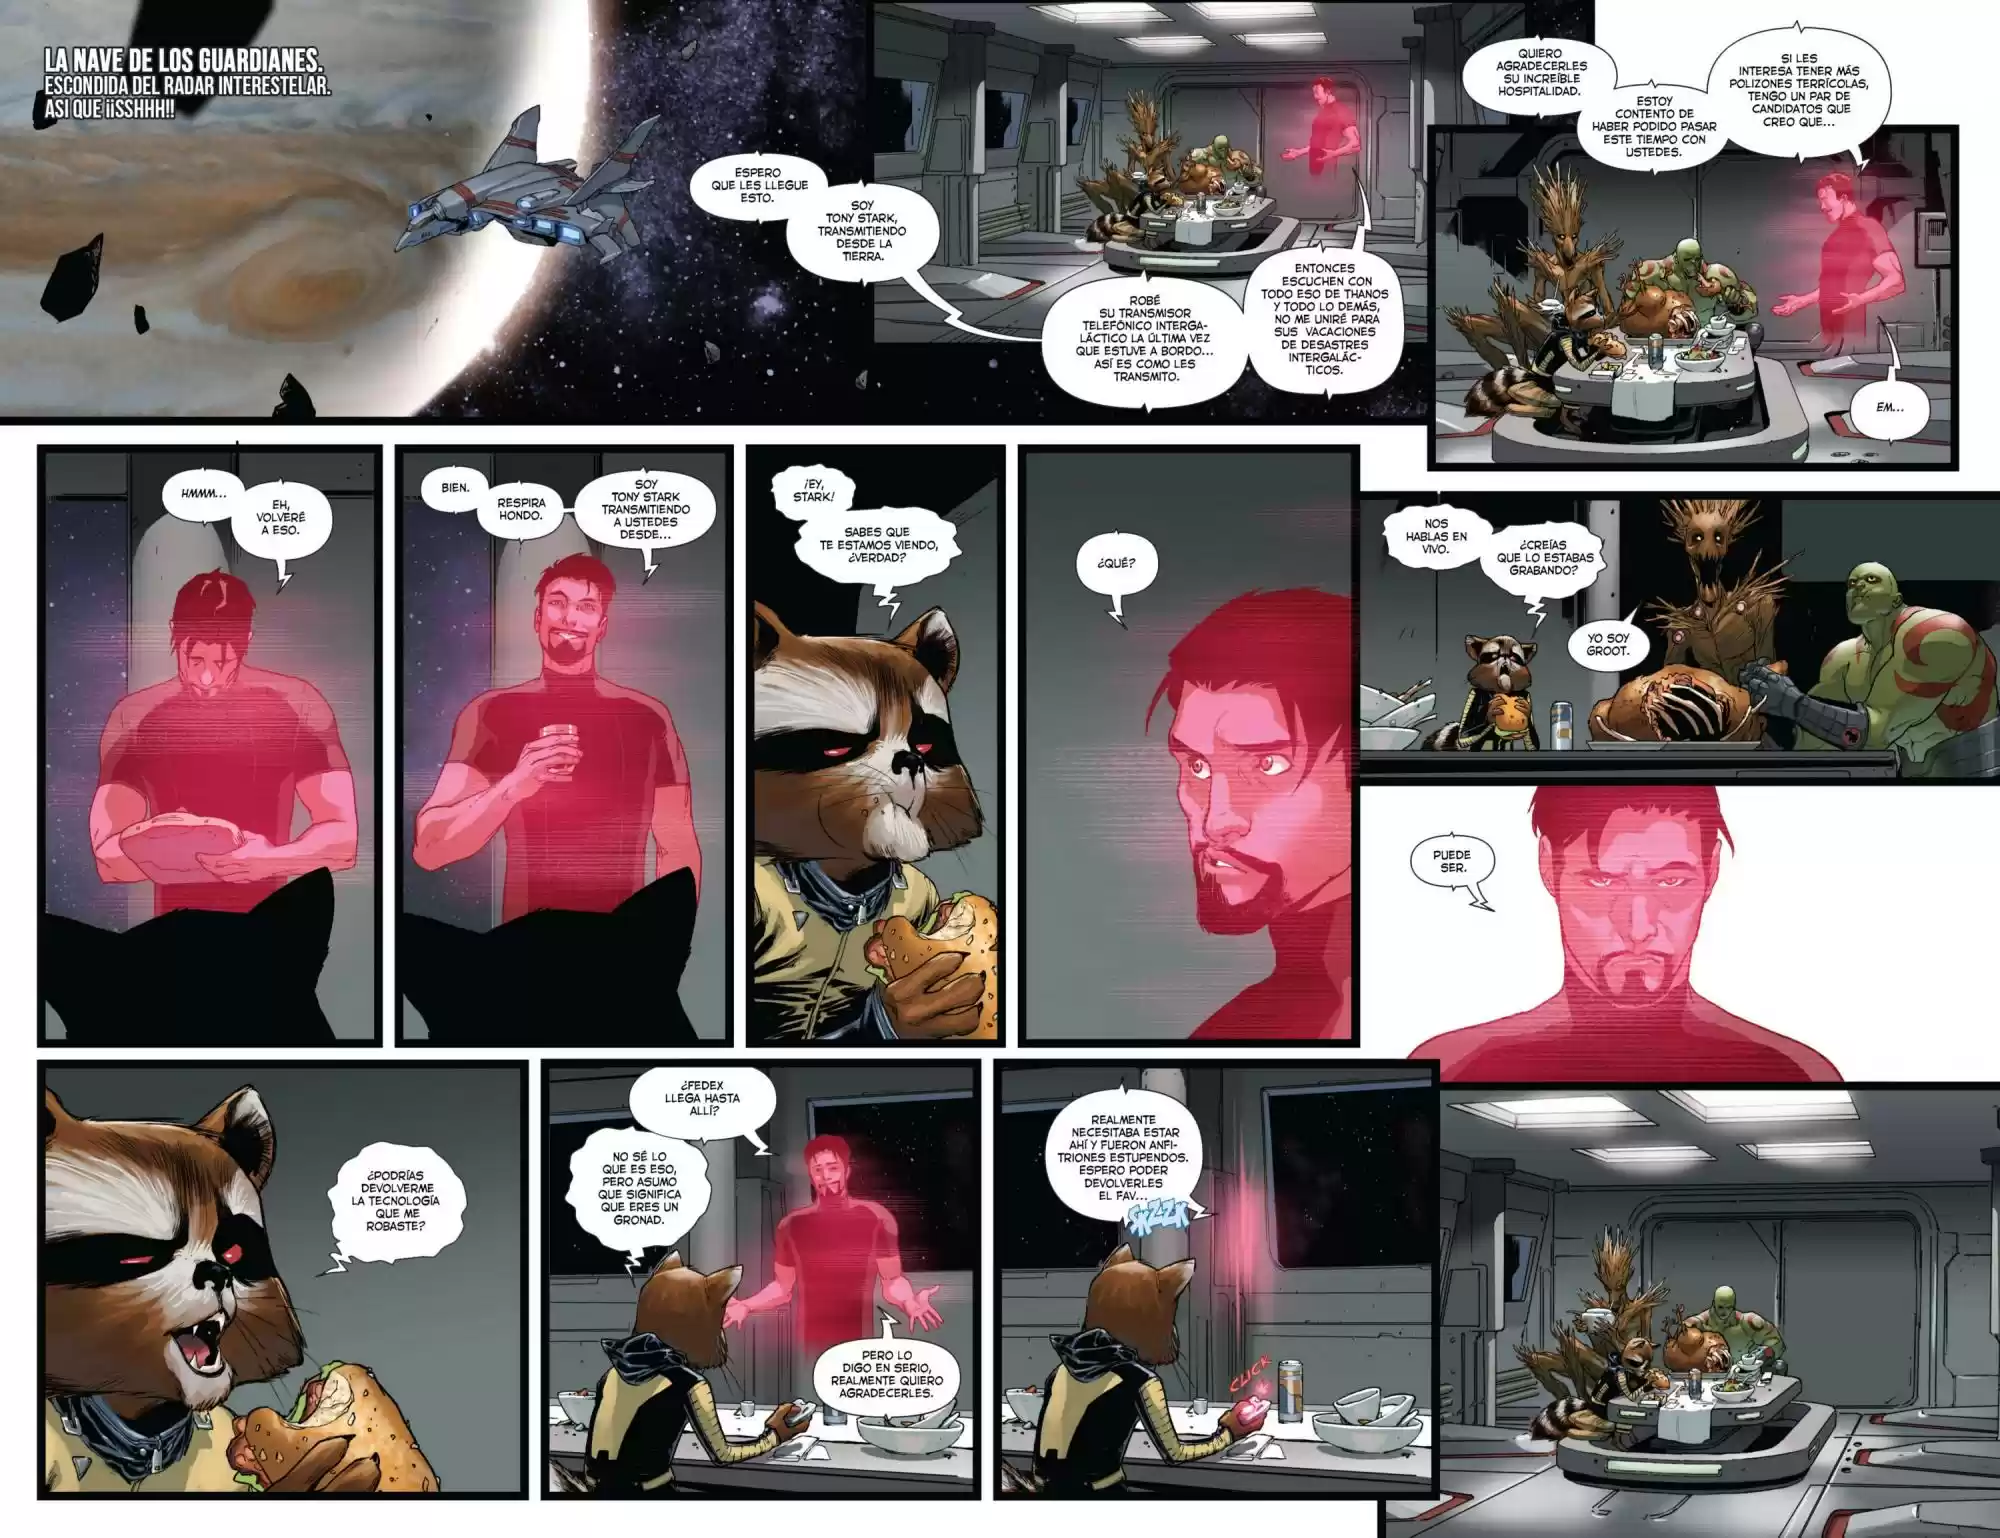 LA NAVE DE LOS GUARDIANES.
ESCONDIDA DEL RADAR INTERESTELAR.
ASI QUE ¡¡SSHHH!!
ESPERO
QUE LES LLEGUE
ESTO.
SOY
TONY STARK,
TRANSMITIENDO
DESDE LA
TIERRA.
ROBÉ
SU TRANSMISOR
TELEFÓNICO INTERGA-
LÁCTICO LA ÚLTIMA VEZ
QUE ESTUVE A BORDO...
ASÍ ES COMO LES
TRANSMITO.
ENTONCES
ESCUCHEN CON
TODO ESO DE THANOS
Y TODO LO DEMÁS,
NO ME UNIRÉ PARA
SUS VACACIONES
DE DESASTRES
INTERGALÁC-
TICOS.
QUIERO
AGRADECERLES
SU INCREÍBLE
HOSPITALIDAD.
ESTOY
CONTENTO DE
HABER PODIDO PASAR
ESTE TIEMPO CON
USTEDES.
SI LES
INTERESA TENER MÁS
POLIZONES TERRÍCOLAS,
TENGO UN PAR DE
CANDIDATOS QUE
CREO QUE...
EM...
HMMM...
EH,
VOLVERÉ
A ESO.
BIEN.
RESPIRA
HONDO.
SOY
TONY STARK
TRANSMITIENDO
A USTEDES
DESDE...
¡EY,
STARK!
SABES QUE
TE ESTAMOS VIENDO,
¿VERDAD?
¿QUÉ?
NOS
HABLAS EN
VIVO.
¿CREÍAS
QUE LO ESTABAS
GRABANDO?
YO SOY
GROOT.
PUEDE
SER.
¿PODRÍAS
DEVOLVERME
LA TECNOLOGÍA
QUE ME
ROBASTE?
¿FEDEX
LLEGA HASTA
ALLÍ?
NO SÉ LO
QUE ES ESO,
PERO ASUMO
QUE SIGNIFICA
QUE ERES UN
GRONAD.
PERO LO
DIGO EN SERIO,
REALMENTE QUIERO
AGRADECERLES.
REALMENTE
NECESITABA ESTAR
AHÍ Y FUERON ANFI-
TRIONES ESTUPENDOS.
ESPERO PODER
DEVOLVERLES
EL FAV...
SKZZK
CLICK